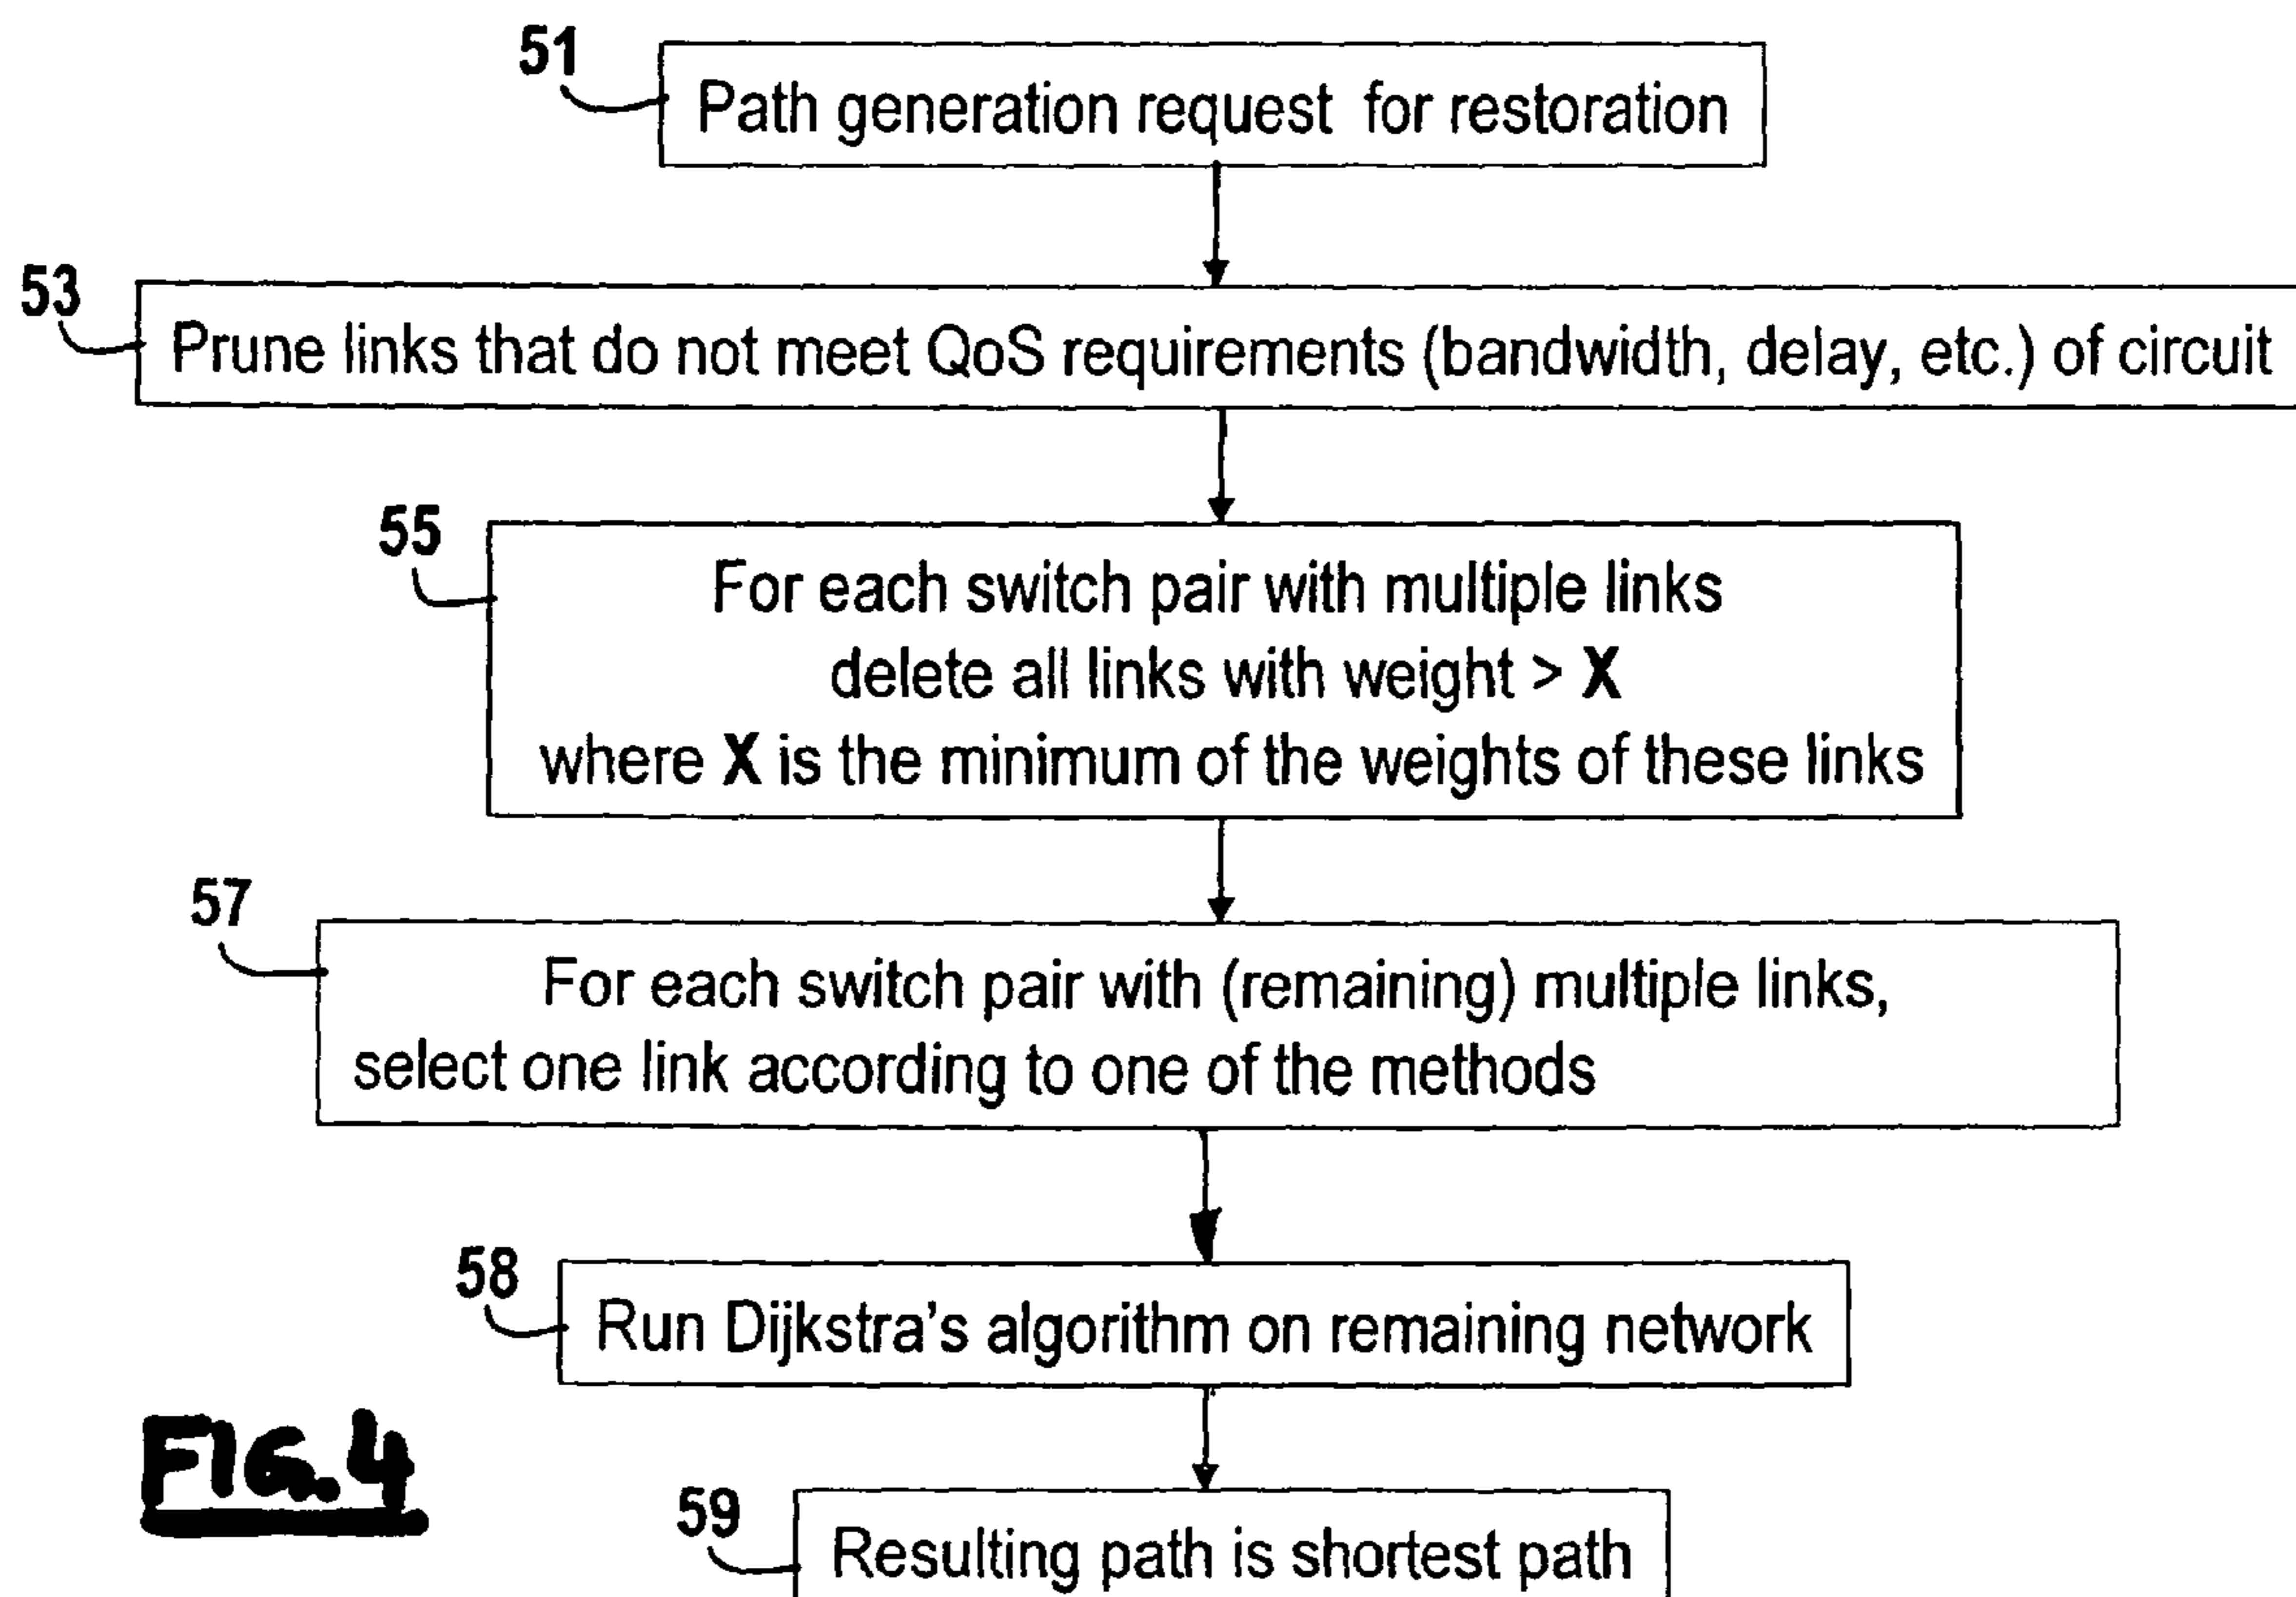 51
Path generation request for restoration
53
Prune links that do not meet QoS requirements (bandwidth, delay, etc.) of circuit
55
For each switch pair with multiple links
delete all links with weight > X
where X is the minimum of the weights of these links
57
For each switch pair with (remaining) multiple links,
select one link according to one of the methods
58
Run Dijkstra's algorithm on remaining network
FIG.4
59
Resulting path is shortest path